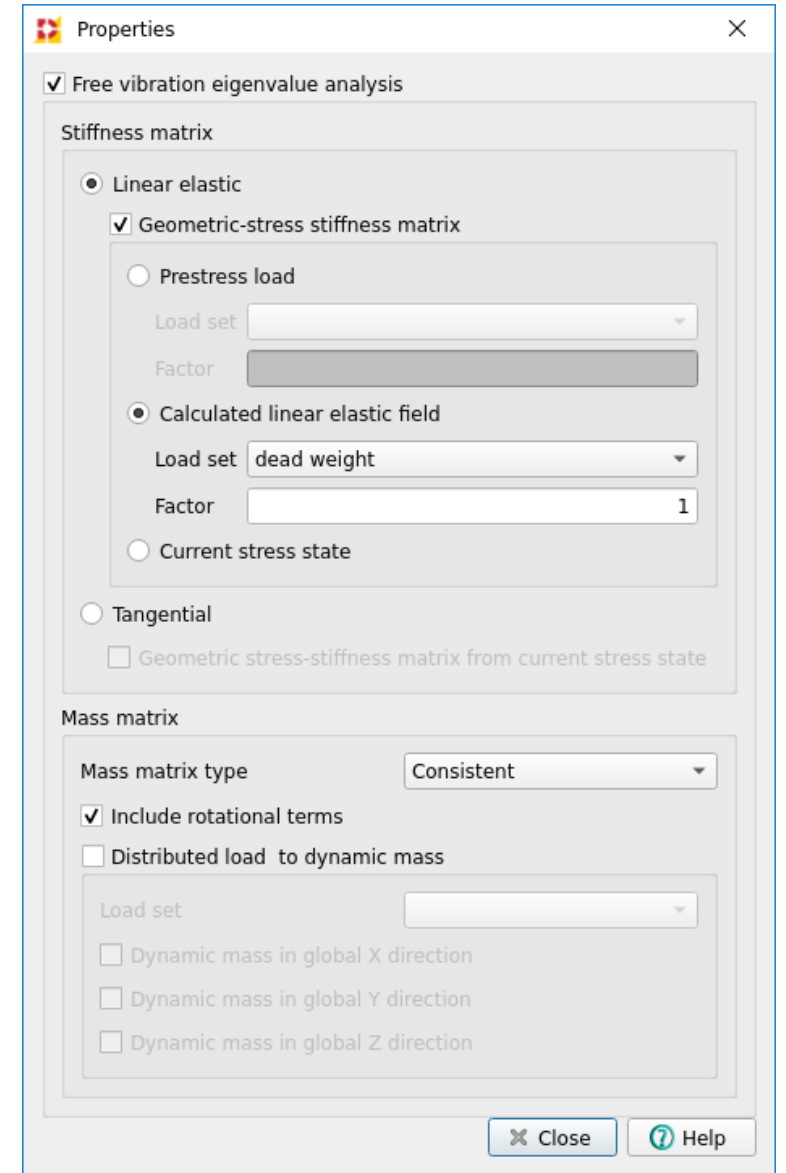 Properties
Free vibration eigenvalue analysis
Stiffness matrix
Linear elastic
Geometric-stress stiffness matrix
Prestress load
Load set
Factor
Calculated linear elastic field
Load set dead weight
Factor 1
Current stress state
Tangential
Geometric stress-stiffness matrix from current stress state
Mass matrix
Mass matrix type Consistent
Include rotational terms
Distributed load  to dynamic mass
Load set
Dynamic mass in global X direction
Dynamic mass in global Y direction
Dynamic mass in global Z direction
Close Help